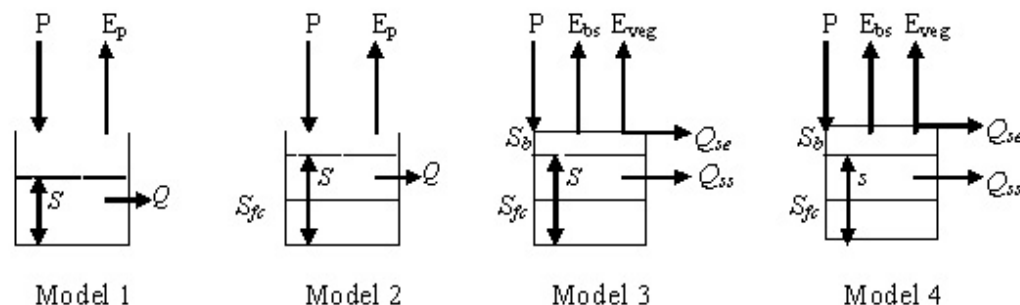 P E_p P E_p P E_bs E_veg P E_bs E_veg
S_b Q_se S_b Q_se
S Q S Q S Q_ss s Q_ss
S_fc S_fc S_fc
Model 1 Model 2 Model 3 Model 4